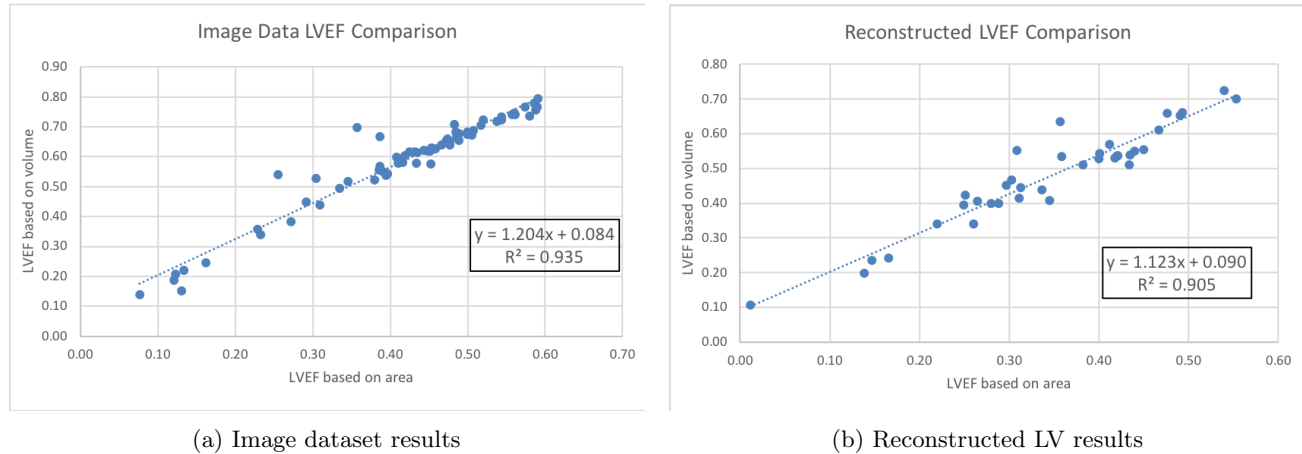 Image Data LVEF Comparison
0.90
0.80
0.70
0.60
0.50
0.40
0.30
0.20
0.10
0.00
LVEF based on volume
y = 1.204x + 0.084
R² = 0.935
0.00 0.10 0.20 0.30 0.40 0.50 0.60 0.70
LVEF based on area
(a) Image dataset results
Reconstructed LVEF Comparison
0.80
0.70
0.60
0.50
0.40
0.30
0.20
0.10
0.00
LVEF based on volume
y = 1.123x + 0.090
R² = 0.905
0.00 0.10 0.20 0.30 0.40 0.50 0.60
LVEF based on area
(b) Reconstructed LV results